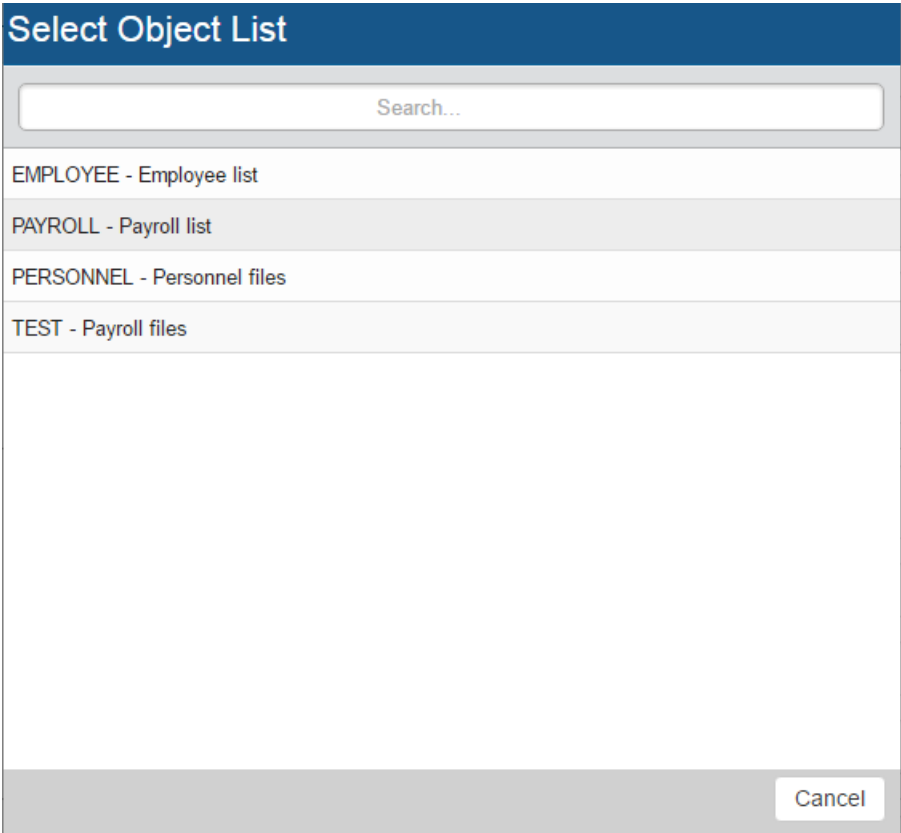 Select Object List
Search...
EMPLOYEE - Employee list
PAYROLL - Payroll list
PERSONNEL - Personnel files
TEST - Payroll files
Cancel